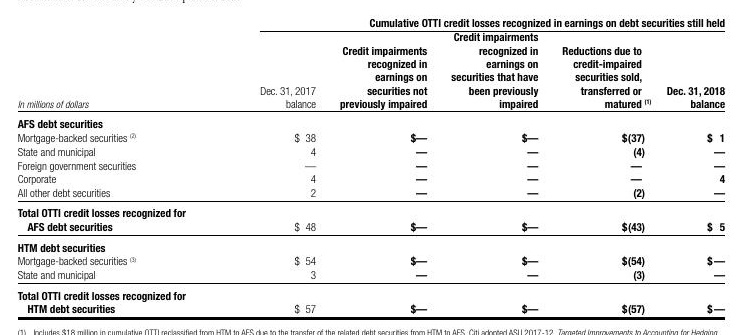 Cumulative OTTI credit losses recognized in earnings on debt securities still held
In millions of dollars Dec. 31, 2017 balance Credit impairments recognized in earnings on securities not previously impaired Credit impairments recognized in earnings on securities that have been previously impaired Reductions due to credit-impaired securities sold, transferred or matured (1) Dec. 31, 2018 balance
AFS debt securities
Mortgage-backed securities (2) $ 38 $— $— $(37) $ 1
State and municipal 4 — — (4) —
Foreign government securities — — — — —
Corporate 4 — — — 4
All other debt securities 2 — — (2) —
Total OTTI credit losses recognized for
AFS debt securities $ 48 $— $— $(43) $ 5
HTM debt securities
Mortgage-backed securities (3) $ 54 $— $— $(54) $—
State and municipal 3 — — (3) —
Total OTTI credit losses recognized for
HTM debt securities $ 57 $— $— $(57) $—
(1) Includes $18 million in cumulative OTTI reclassified from HTM to AFS due to the transfer of the related debt securities from HTM to AFS. Citi adopted ASU 2017-12, Targeted Improvements to Accounting for Hedging